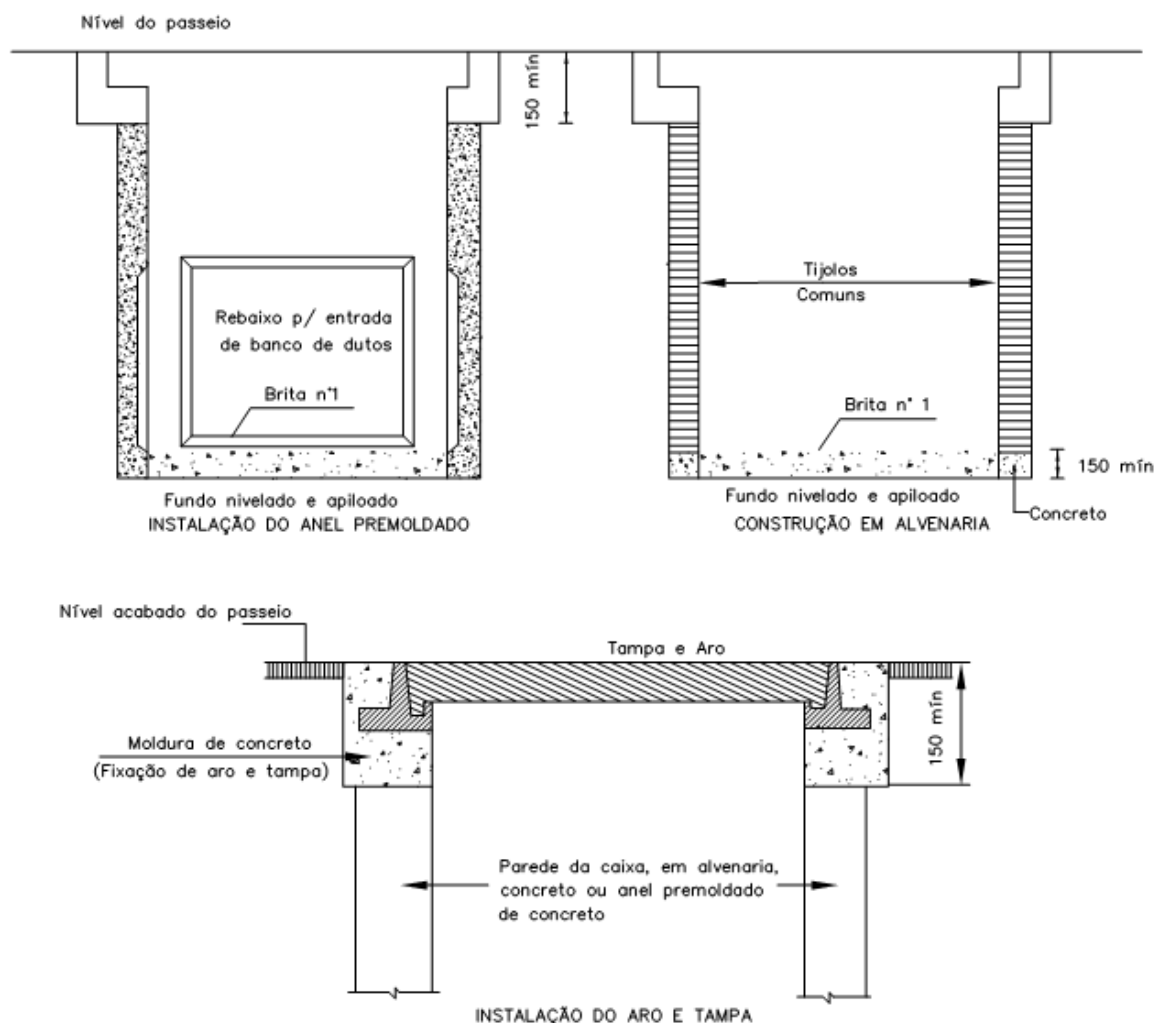 Nível do passeio
150 mín
Rebaixo p/ entrada
de banco de dutos
Brita n°1
Fundo nivelado e apiloado
INSTALAÇÃO DO ANEL PREMOLDADO
Tijolos
Comuns
Brita n° 1
150 mín
Fundo nivelado e apiloado
Concreto
CONSTRUÇÃO EM ALVENARIA
Nível acabado do passeio
Tampa e Aro
150 mín
Moldura de concreto
(Fixação de aro e tampa)
Parede da caixa, em alvenaria,
concreto ou anel premoldado
de concreto
INSTALAÇÃO DO ARO E TAMPA